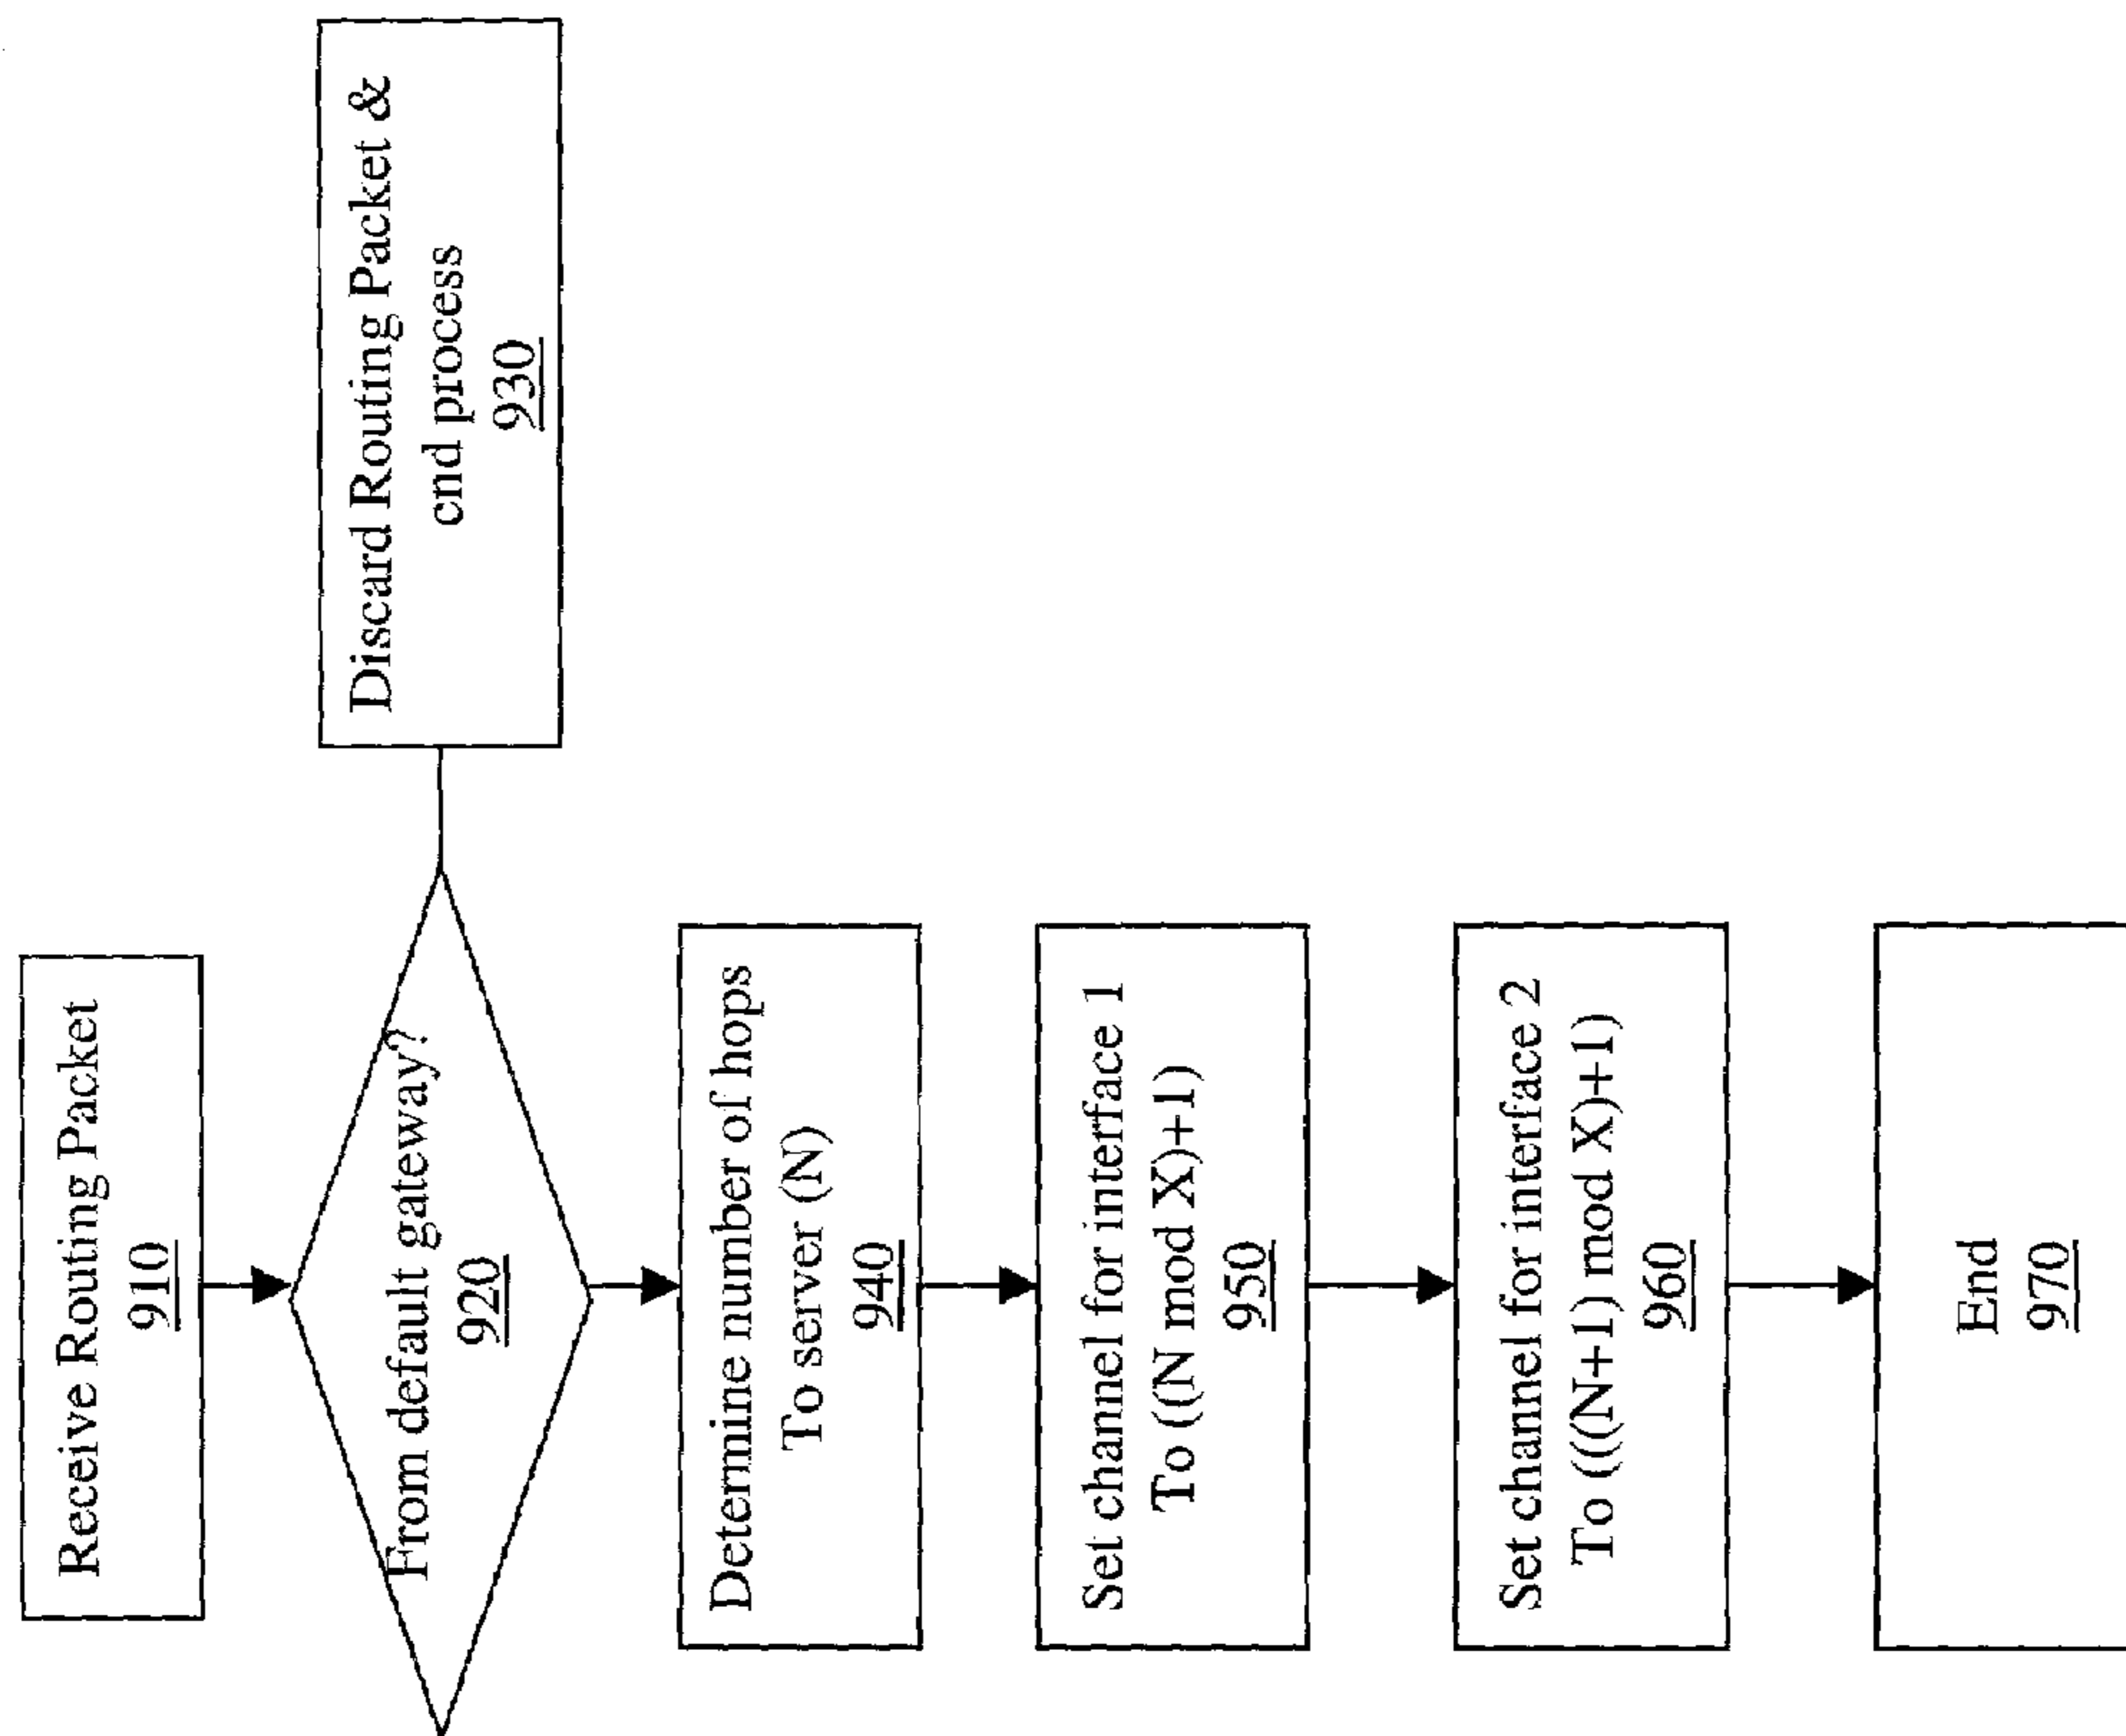 Receive Routing Packet
910
From default gateway?
920
Discard Routing Packet &
end process
930
Determine number of hops
To server (N)
940
Set channel for interface 1
To ((N mod X)+1)
950
Set channel for interface 2
To (((N+1) mod X)+1)
960
End
970